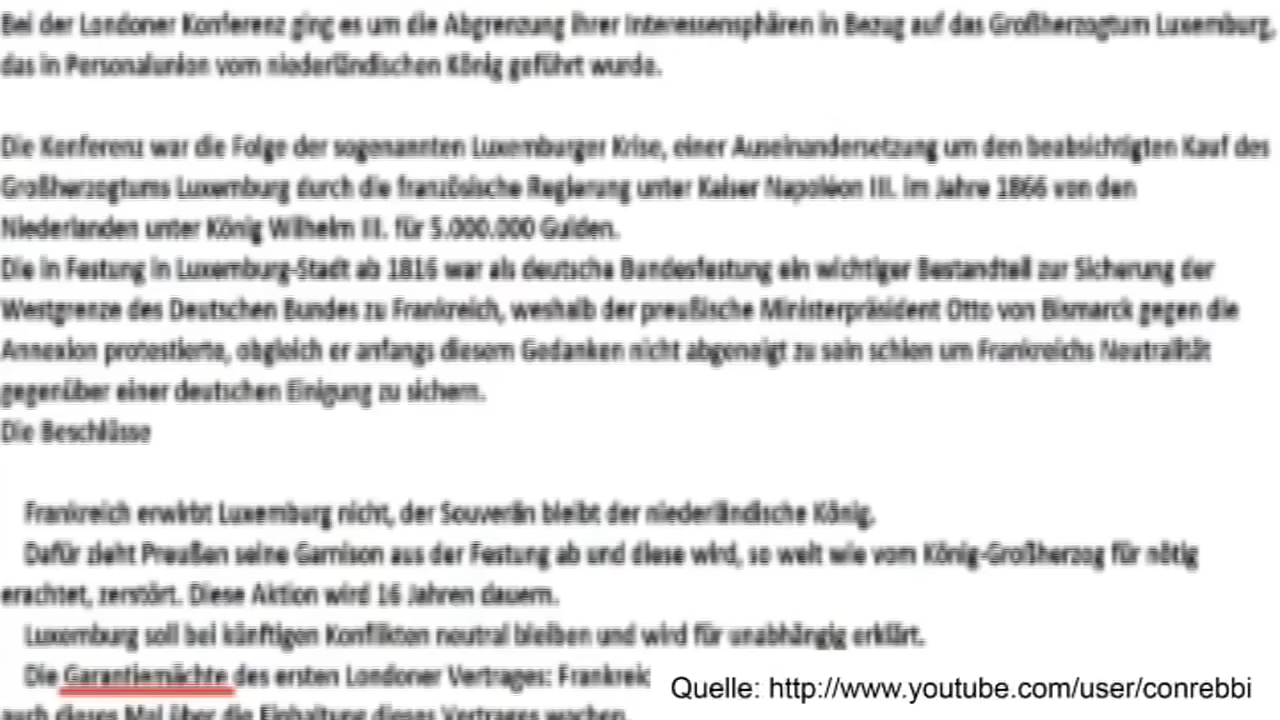 Bei der Londoner Konferenz ging es um die Abgrenzung ihrer Interessensphären in Bezug auf das Großherzogtum Luxemburg,
das in Personalunion vom niederländischen König geführt wurde.
Die Konferenz war die Folge der sogenannten Luxemburger Krise, einer Auseinandersetzung um den beabsichtigten Kauf des
Großherzogtums Luxemburg durch die französische Regierung unter Kaiser Napoléon III. im Jahre 1866 von den
Niederlanden unter König Wilhelm III. für 5.000.000 Gulden.
Die in Festung in Luxemburg-Stadt ab 1816 war als deutsche Bundesfestung ein wichtiger Bestandteil zur Sicherung der
Westgrenze des Deutschen Bundes zu Frankreich, weshalb der preußische Ministerpräsident Otto von Bismarck gegen die
Annexion protestierte, obgleich er anfangs diesem Gedanken nicht abgeneigt zu sein schien um Frankreichs Neutralität
gegenüber einer deutschen Einigung zu sichern.
Die Beschlüsse
Frankreich erwirbt Luxemburg nicht, der Souverän bleibt der niederländische König.
Dafür zieht Preußen seine Garnison aus der Festung ab und diese wird, so weit wie vom König-Großherzog für nötig
erachtet, zerstört. Diese Aktion wird 16 Jahren dauern.
Luxemburg soll bei künftigen Konflikten neutral bleiben und wird für unabhängig erklärt.
Die Garantiemächte des ersten Londoner Vertrages: Frankreic
auch dieses Mal über die Einhaltung dieses Vertrages wachen.
Quelle: http://www.youtube.com/user/conrebbi